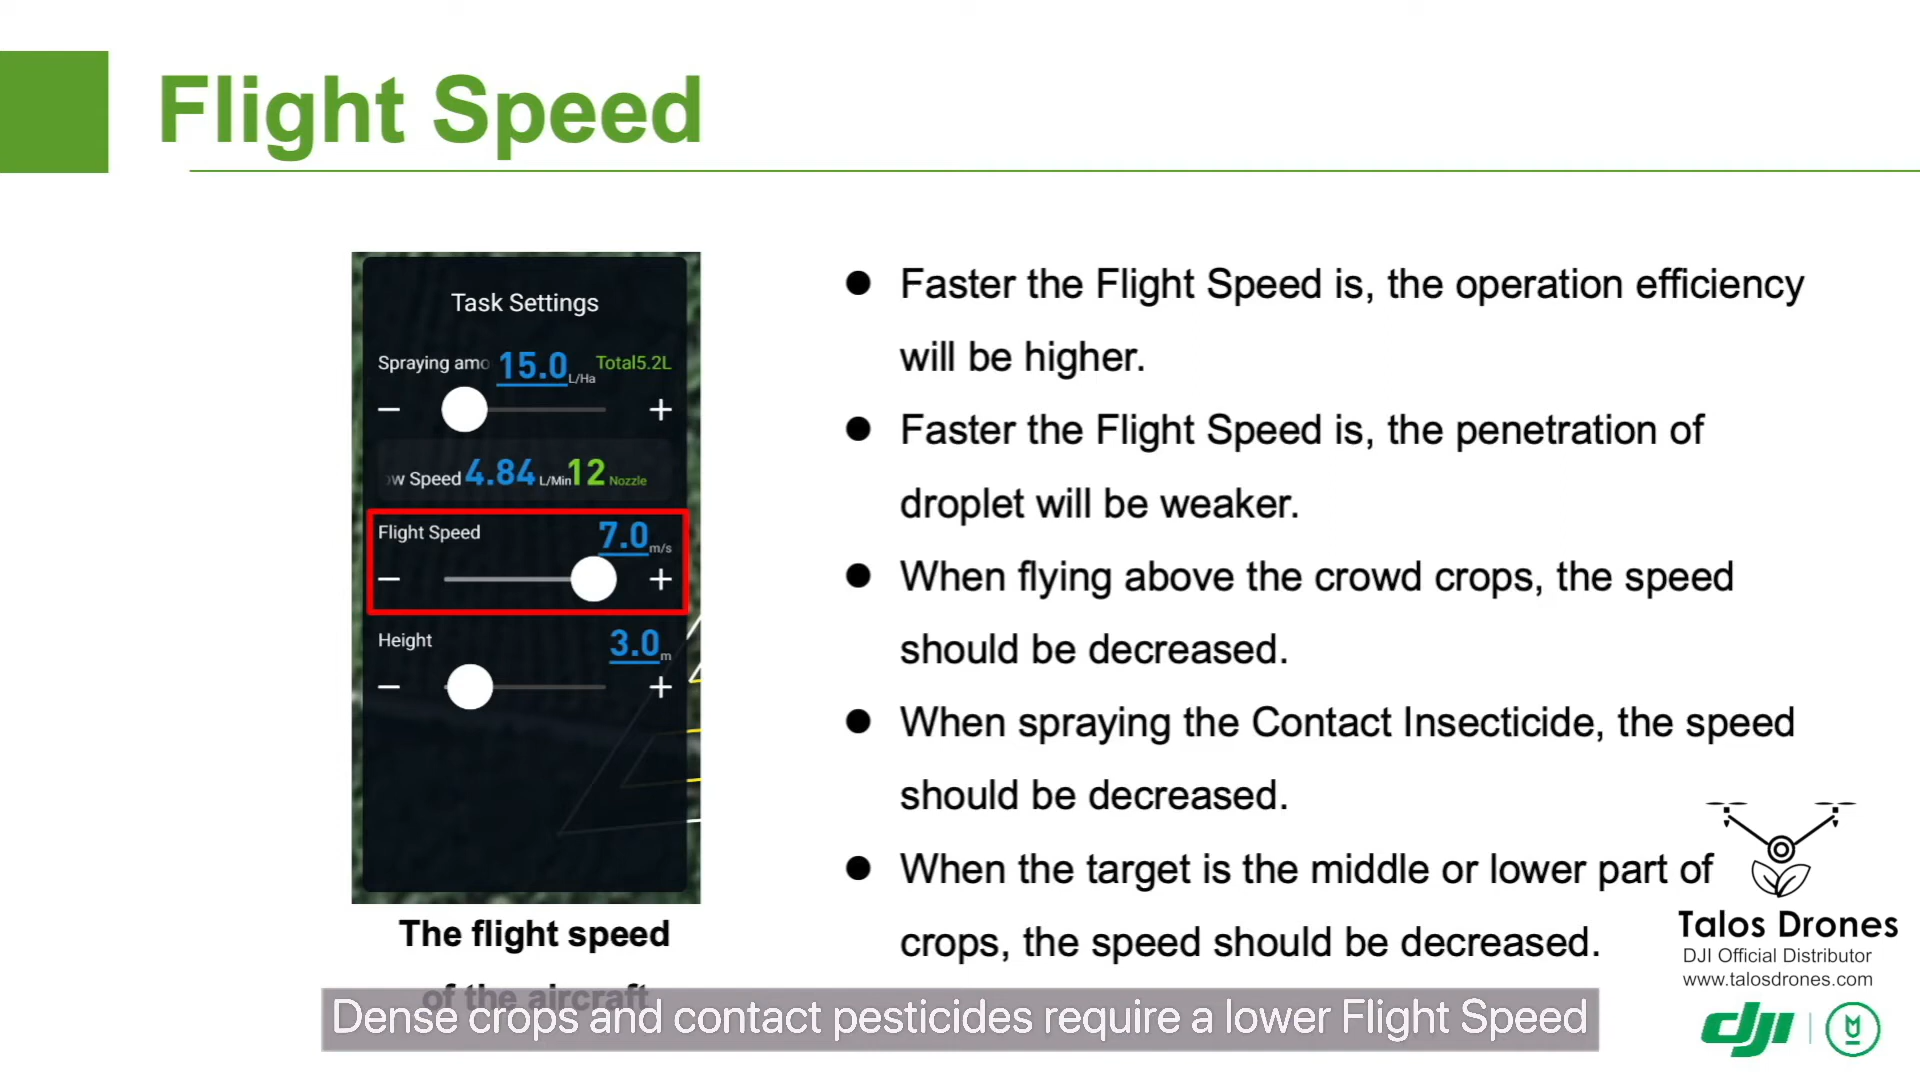 Flight Speed
Task Settings
Spraying amo 15.0 L/Ha Total5.2L
w Speed 4.84 L/Min 12 Nozzle
Flight Speed 7.0 m/s
Height 3.0 m
The flight speed
of the aircraft
● Faster the Flight Speed is, the operation efficiency
will be higher.
● Faster the Flight Speed is, the penetration of
droplet will be weaker.
● When flying above the crowd crops, the speed
should be decreased.
● When spraying the Contact Insecticide, the speed
should be decreased.
● When the target is the middle or lower part of
crops, the speed should be decreased.
Talos Drones
DJI Official Distributor
www.talosdrones.com
dji
Dense crops and contact pesticides require a lower Flight Speed